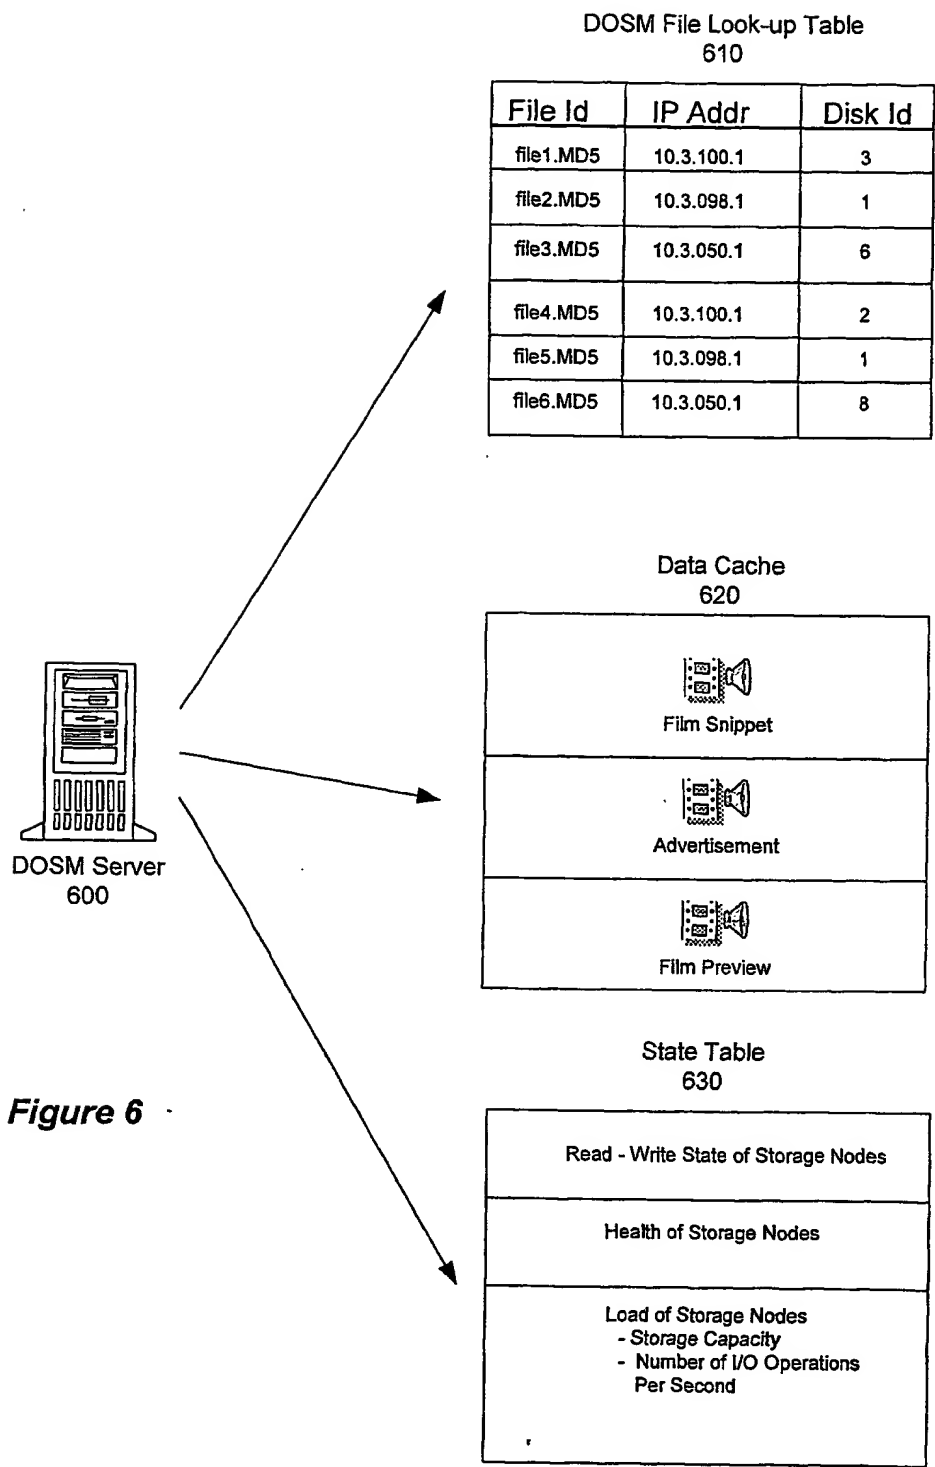 DOSM File Look-up Table
610
File Id IP Addr Disk Id
file1.MD5 10.3.100.1 3
file2.MD5 10.3.098.1 1
file3.MD5 10.3.050.1 6
file4.MD5 10.3.100.1 2
file5.MD5 10.3.098.1 1
file6.MD5 10.3.050.1 8
Data Cache
620
Film Snippet
Advertisement
Film Preview
DOSM Server
600
State Table
630
Read - Write State of Storage Nodes
Health of Storage Nodes
Load of Storage Nodes
- Storage Capacity
- Number of I/O Operations
Per Second
Figure 6